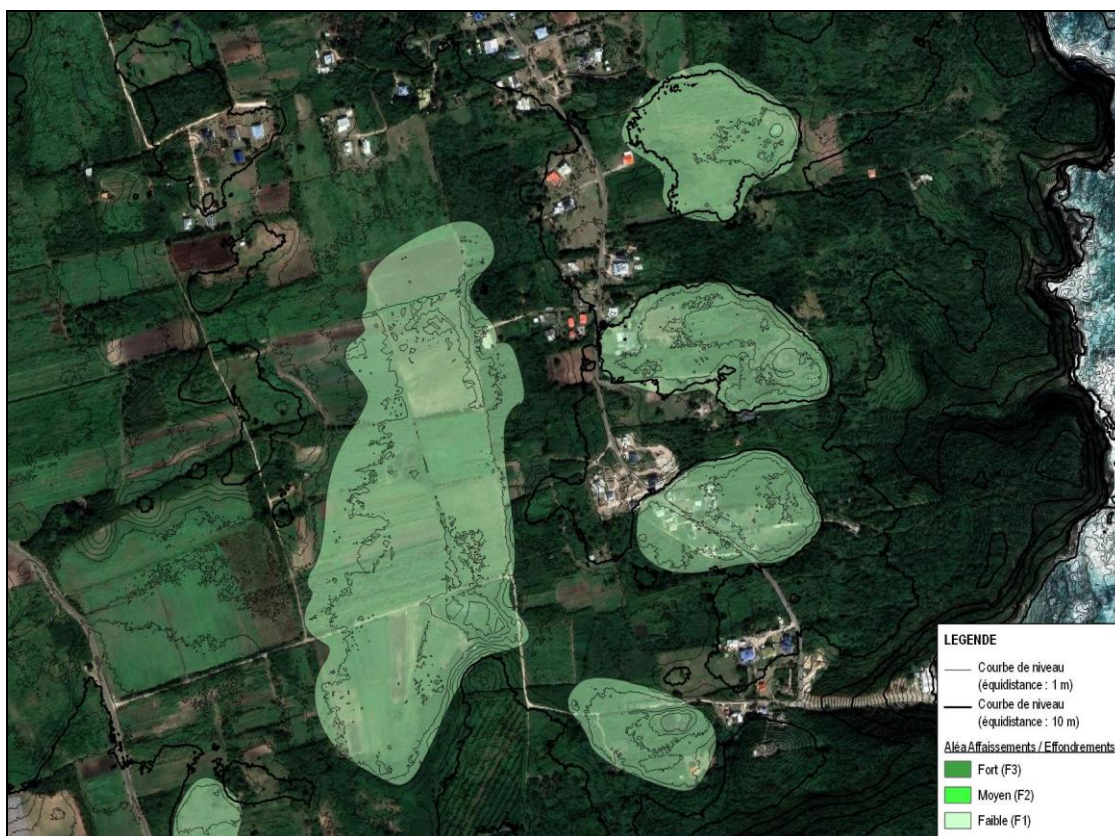 LEGENDE
Courbe de niveau
(équidistance : 1 m)
Courbe de niveau
(équidistance : 10 m)
Aléa Affaissements / Effondrements
Fort (F3)
Moyen (F2)
Faible (F1)